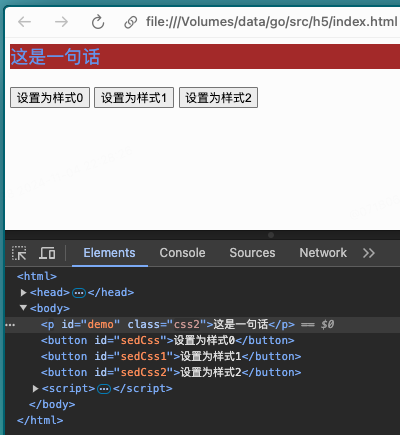 file:///Volumes/data/go/src/h5/index.html
这是一句话
设置为样式0 设置为样式1 设置为样式2
Elements Console Sources Network
<html>
<head> ⋯ </head>
<body>
⋯ <p id="demo" class="css2">这是一句话</p> == $0
<button id="sedCss">设置为样式0</button>
<button id="sedCss1">设置为样式1</button>
<button id="sedCss2">设置为样式2</button>
<script> ⋯ </script>
</body>
</html>